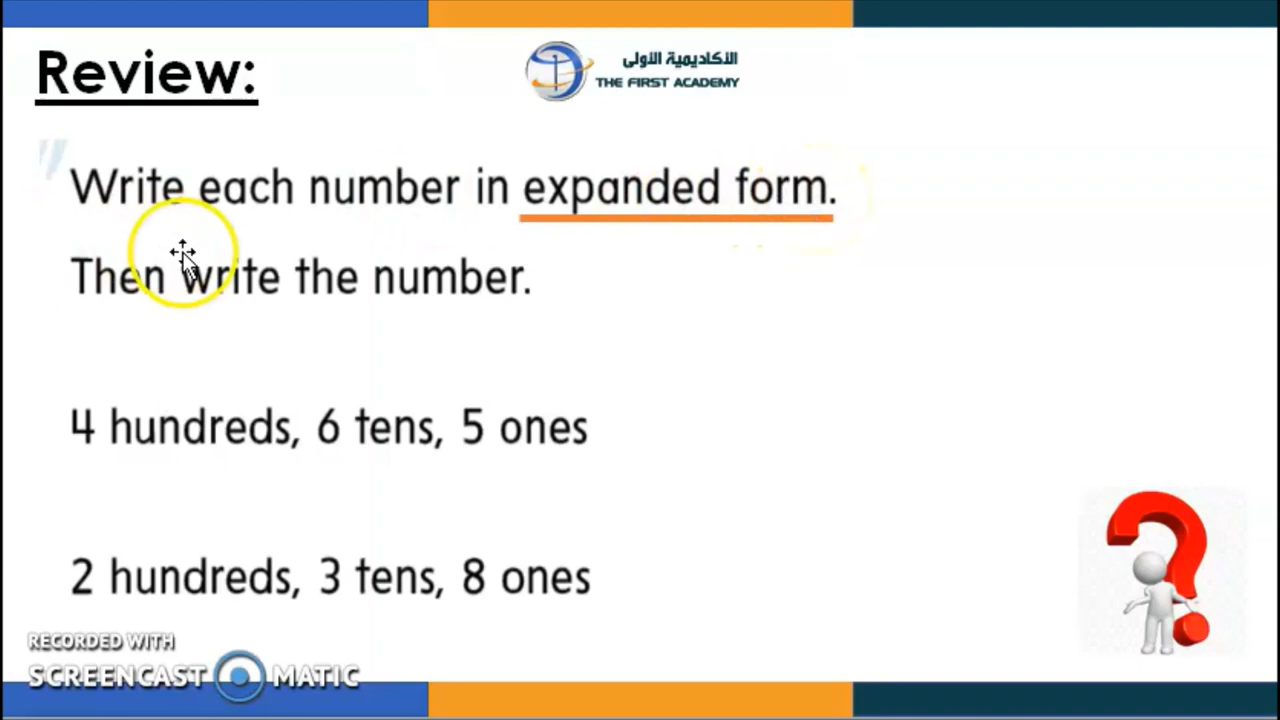 Review:
الأكاديمية الأولى
THE FIRST ACADEMY
Write each number in expanded form.
Then write the number.
4 hundreds, 6 tens, 5 ones
2 hundreds, 3 tens, 8 ones
RECORDED WITH
SCREENCAST MATIC